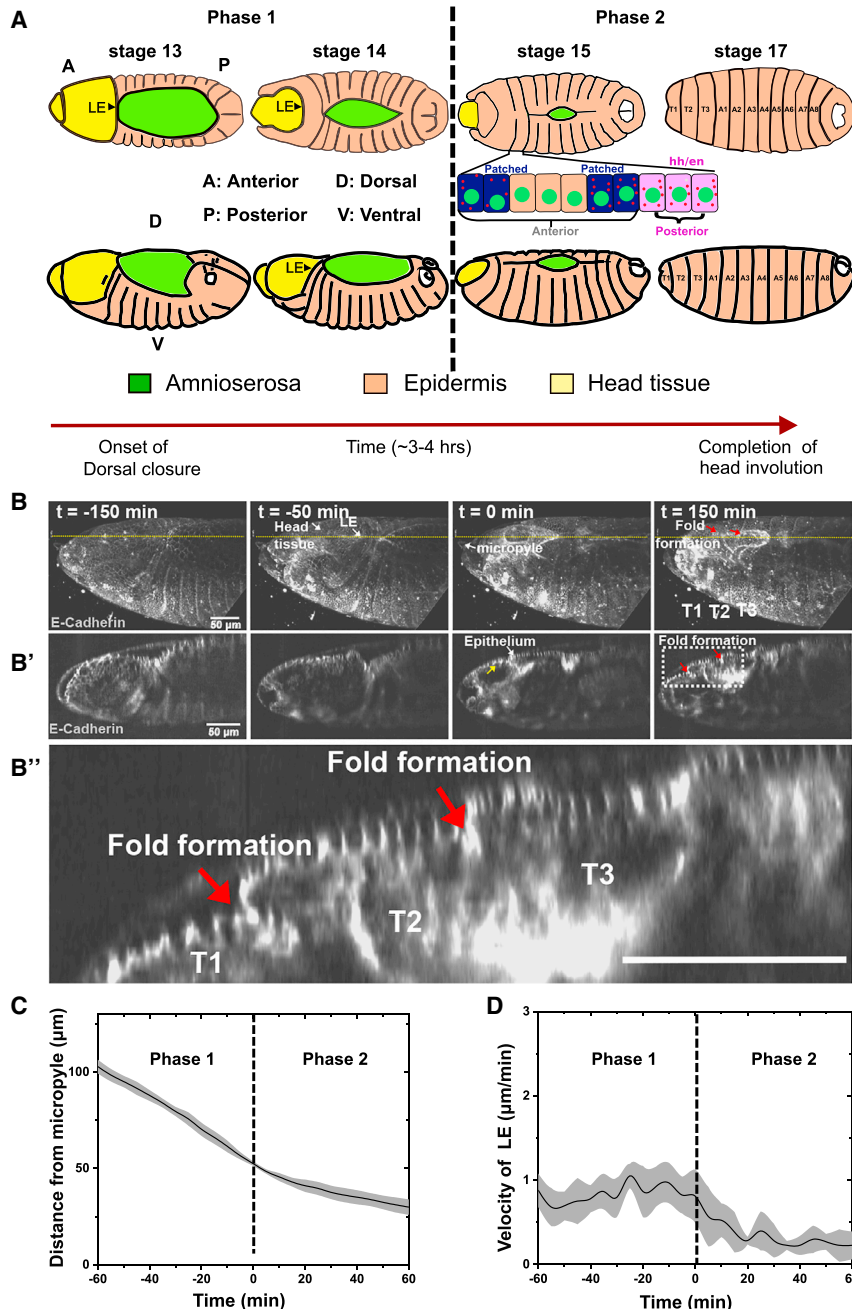 A
Phase 1
Phase 2
stage 13
stage 14
stage 15
stage 17
A
P
LE
LE
T1 T2 T3 A1 A2 A3 A4 A5 A6 A7 A8
hh/en
Patched
Patched
A: Anterior
D: Dorsal
P: Posterior
V: Ventral
Anterior
Posterior
D
LE
T1 T2 T3 A1 A2 A3 A4 A5 A6 A7 A8
V
Amnioserosa
Epidermis
Head tissue
Onset of
Dorsal closure
Time (~3-4 hrs)
Completion of
head involution
B
t = -150 min
t = -50 min
t = 0 min
t = 150 min
Head
tissue
LE
micropyle
Fold
formation
T1 T2 T3
E-Cadherin
50 µm
B'
Epithelium
Fold formation
E-Cadherin
50 µm
B''
Fold formation
Fold formation
T3
T2
T1
C
Phase 1
Phase 2
Distance from micropyle (µm)
100
50
0
-60 -40 -20 0 20 40 60
Time (min)
D
Phase 1
Phase 2
Velocity of LE (µm/min)
3
2
1
0
-60 -40 -20 0 20 40 60
Time (min)